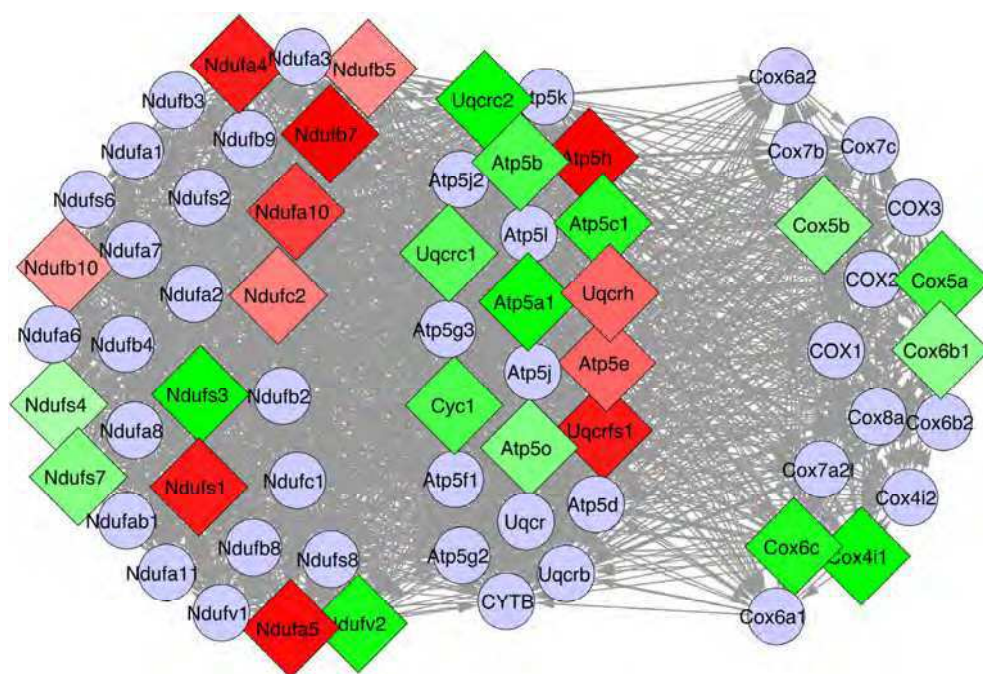 Ndufa4
Ndufa3
Ndufb5
Ndufb3
Ndufb9
Ndufb7
Ndufa1
Ndufs6
Ndufs2
Ndufa10
Ndufa7
Ndufb10
Ndufa2
Ndufc2
Ndufa6
Ndufb4
Ndufs4
Ndufs3
Ndufb2
Ndufa8
Ndufs7
Ndufs1
Ndufc1
Ndufab1
Ndufb8
Ndufa11
Ndufs8
Ndufv1
Ndufa5
Ndufv2
Uqcrc2
Atp5k
Atp5b
Atp5h
Atp5j2
Atp5l
Atp5c1
Uqcrc1
Atp5a1
Uqcrh
Atp5g3
Atp5j
Atp5e
Cyc1
Atp5o
Uqcrfs1
Atp5f1
Atp5d
Uqcr
Atp5g2
Uqcrb
CYTB
Cox6a2
Cox7b
Cox7c
COX3
Cox5b
COX2
Cox5a
COX1
Cox6b1
Cox8a
Cox6b2
Cox7a2l
Cox4i2
Cox6c
Cox4i1
Cox6a1